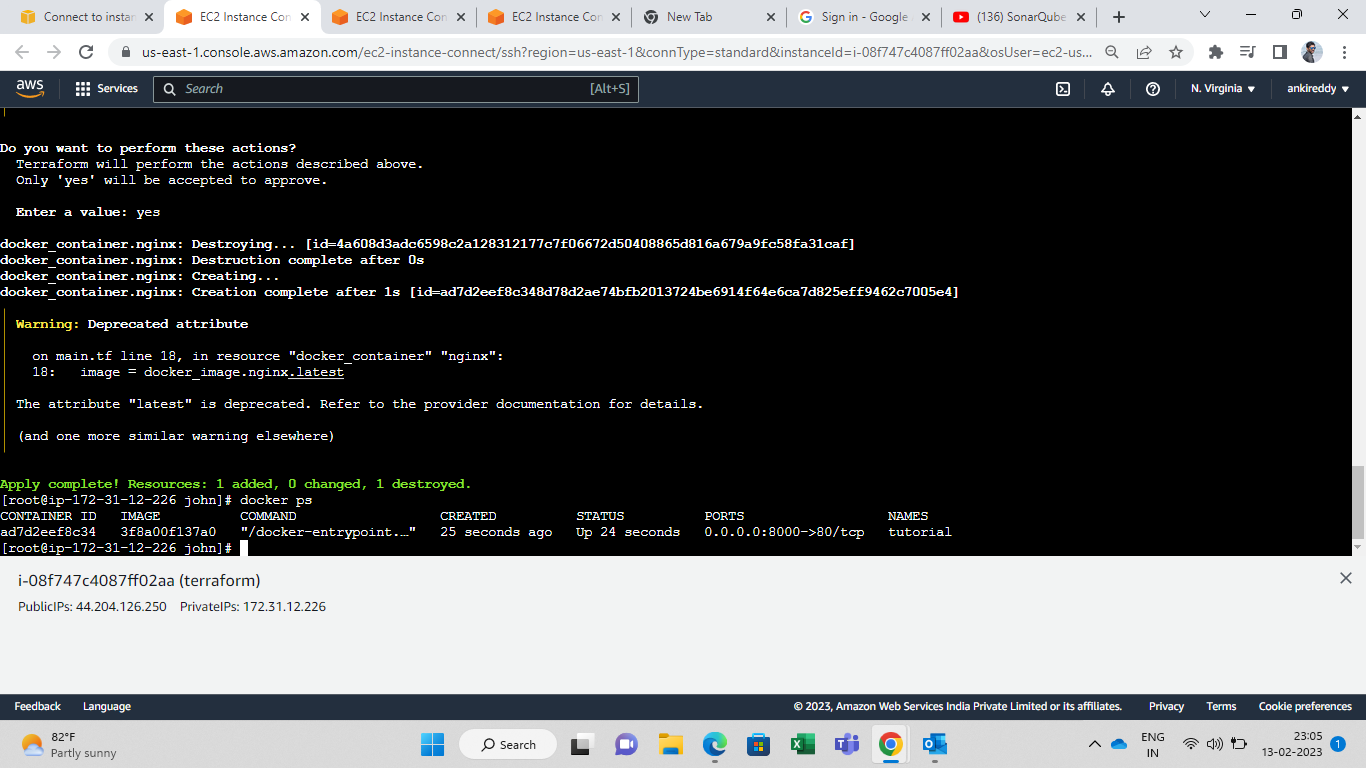 Connect to instan
EC2 Instance Con
EC2 Instance Con
EC2 Instance Con
New Tab
Sign in - Google
(136) SonarQube
us-east-1.console.aws.amazon.com/ec2-instance-connect/ssh?region=us-east-1&connType=standard&instanceId=i-08f747c4087ff02aa&osUser=ec2-us...
aws
Services
Search
[Alt+S]
N. Virginia
ankireddy
Do you want to perform these actions?
Terraform will perform the actions described above.
Only 'yes' will be accepted to approve.
Enter a value: yes
docker_container.nginx: Destroying... [id=4a608d3adc6598c2a128312177c7f06672d50408865d816a679a9fc58fa31caf]
docker_container.nginx: Destruction complete after 0s
docker_container.nginx: Creating...
docker_container.nginx: Creation complete after 1s [id=ad7d2eef8c348d78d2ae74bfb2013724be6914f64e6ca7d825eff9462c7005e4]
Warning: Deprecated attribute
on main.tf line 18, in resource "docker_container" "nginx":
18: image = docker_image.nginx.latest
The attribute "latest" is deprecated. Refer to the provider documentation for details.
(and one more similar warning elsewhere)
Apply complete! Resources: 1 added, 0 changed, 1 destroyed.
[root@ip-172-31-12-226 john]# docker ps
CONTAINER ID IMAGE COMMAND CREATED STATUS PORTS NAMES
ad7d2eef8c34 3f8a00f137a0 "/docker-entrypoint.…" 25 seconds ago Up 24 seconds 0.0.0.0:8000->80/tcp tutorial
[root@ip-172-31-12-226 john]#
i-08f747c4087ff02aa (terraform)
PublicIPs: 44.204.126.250 PrivateIPs: 172.31.12.226
Feedback Language © 2023, Amazon Web Services India Private Limited or its affiliates. Privacy Terms Cookie preferences
82°F
Partly sunny
Search
ENG
IN
23:05
13-02-2023
1